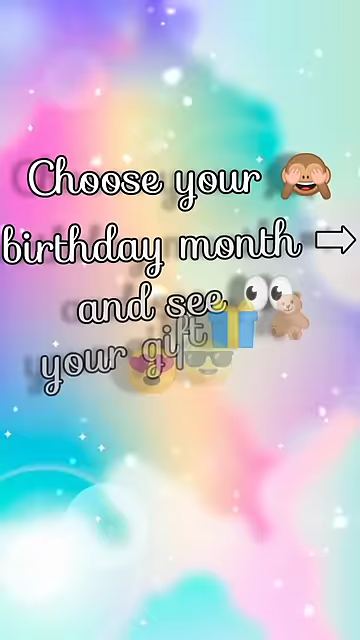 Choose your 🙈
birthday month ⇨
and see 👀
your gift 🎁 🧸
😍 😎